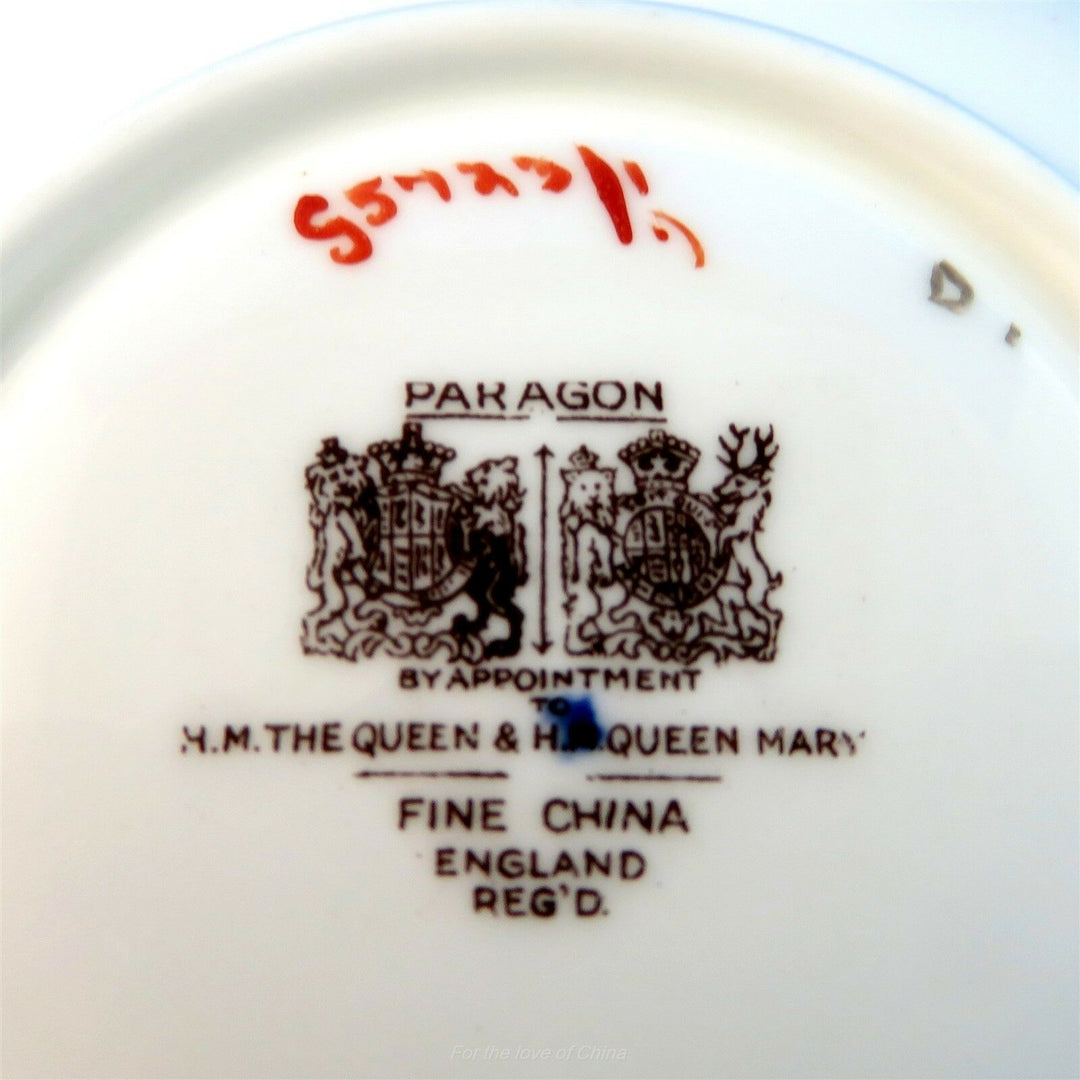 D.
PARAGON
BY APPOINTMENT
TO
H.M. THE QUEEN & H. QUEEN MARY
FINE CHINA
ENGLAND
REG'D.
For the love of China